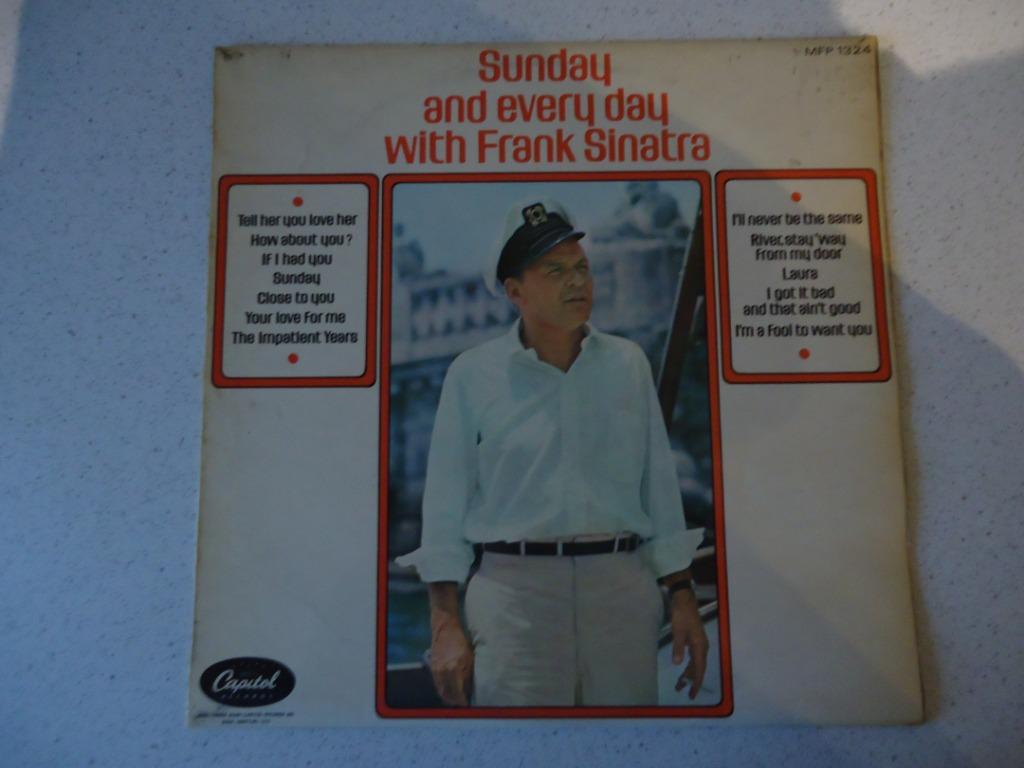 MFP 1324
Sunday
and every day
with Frank Sinatra
Tell her you love her
How about you?
If I had you
Sunday
Close to you
Your love For me
The Impatient Years
I'll never be the same
River, stay 'way
From my door
Laura
I got it bad
and that ain't good
I'm a Fool to want you
Capitol
RECORDS